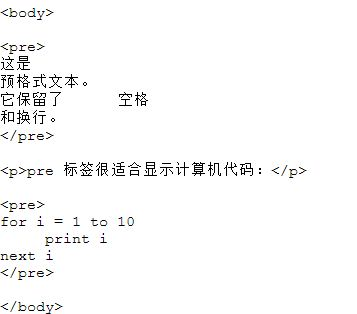 <body>
<pre>
这是
预格式文本。
它保留了      空格
和换行。
</pre>
<p>pre 标签很适合显示计算机代码：</p>
<pre>
for i = 1 to 10
     print i
next i
</pre>
</body>